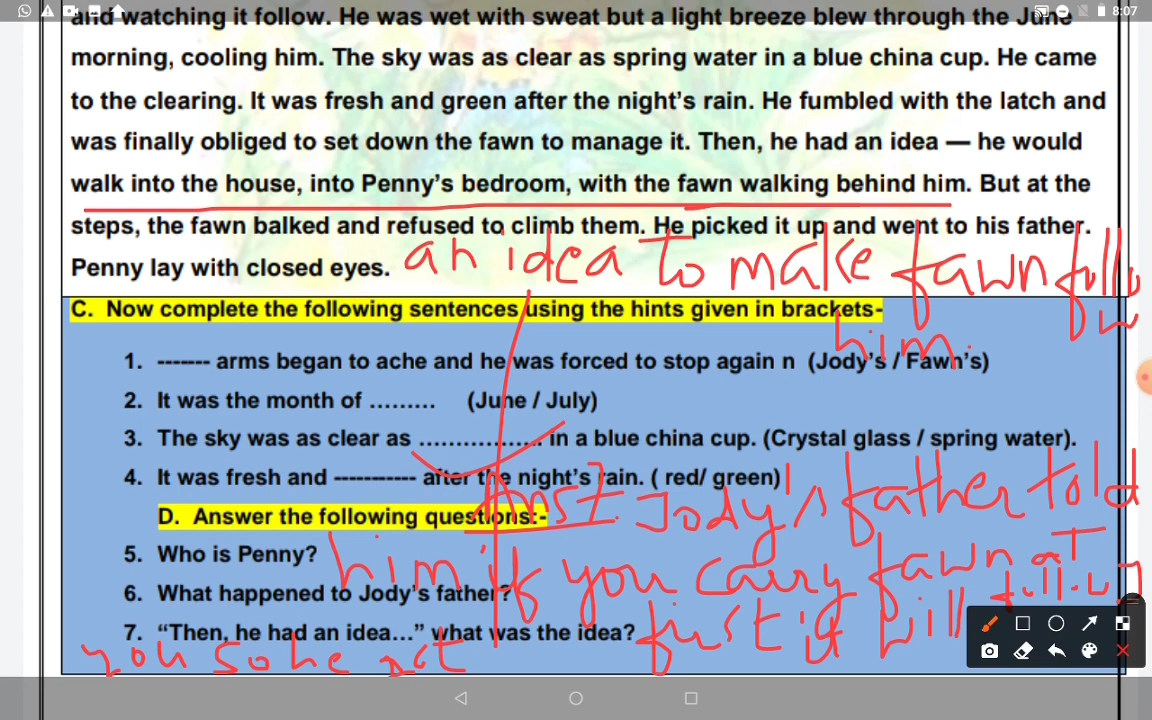 8:07
and watching it follow. He was wet with sweat but a light breeze blew through the June
morning, cooling him. The sky was as clear as spring water in a blue china cup. He came
to the clearing. It was fresh and green after the night's rain. He fumbled with the latch and
was finally obliged to set down the fawn to manage it. Then, he had an idea — he would
walk into the house, into Penny's bedroom, with the fawn walking behind him. But at the
steps, the fawn balked and refused to climb them. He picked it up and went to his father.
Penny lay with closed eyes.
an idea to make fawn follow
him.
C. Now complete the following sentences using the hints given in brackets-
1. ------- arms began to ache and he was forced to stop again n (Jody's / Fawn's)
2. It was the month of ......... (June / July)
3. The sky was as clear as ................. in a blue china cup. (Crystal glass / spring water).
4. It was fresh and ----------- after the night's rain. ( red/ green)
D. Answer the following questions:-
5. Who is Penny?
6. What happened to Jody's father?
7. “Then, he had an idea…” what was the idea?
Ans I. Jody's father told
him if you carry fawn at
first it will follow
you so he got